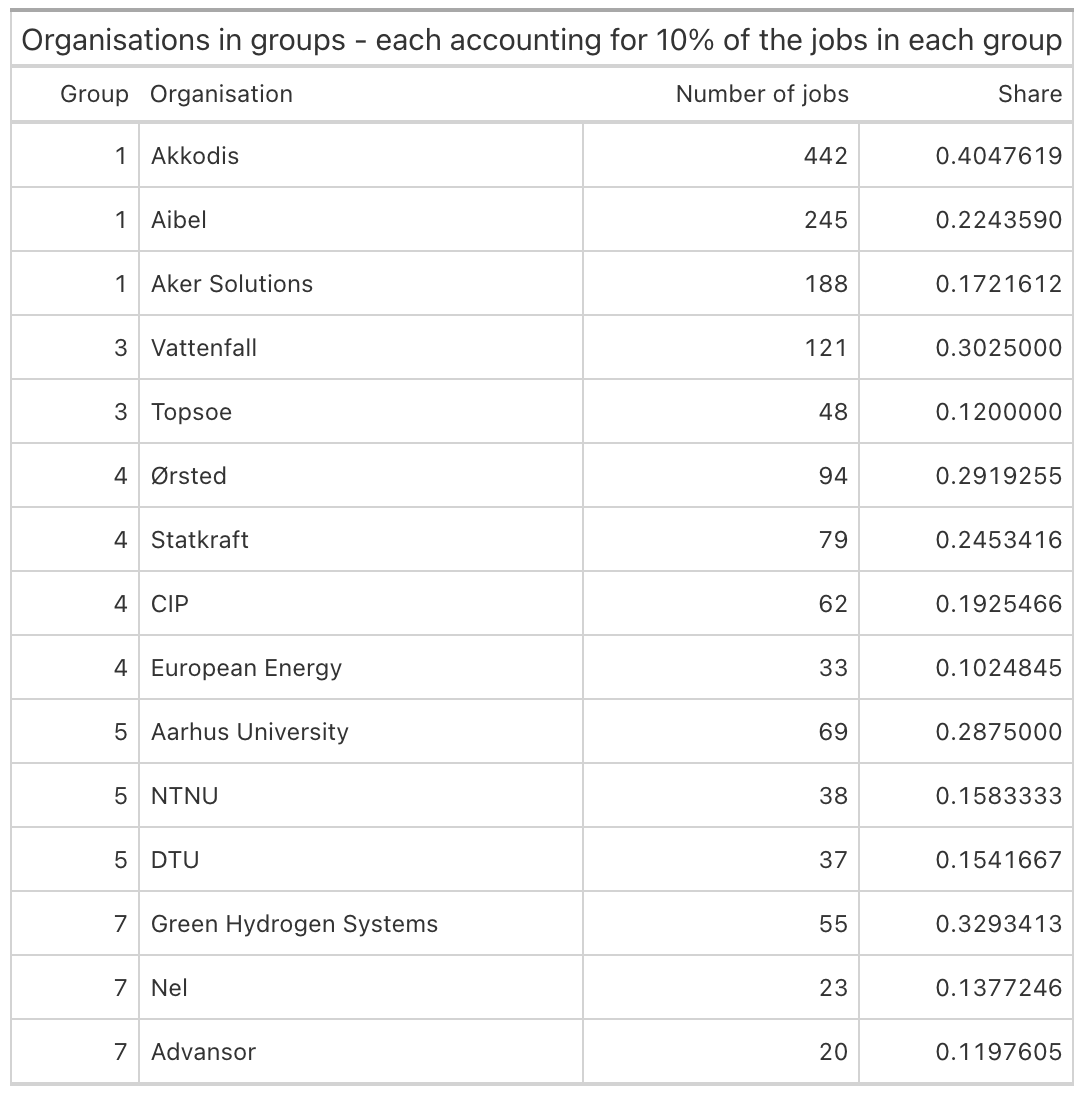 Organisations in groups - each accounting for 10% of the jobs in each group
Group Organisation Number of jobs Share
1 Akkodis 442 0.4047619
1 Aibel 245 0.2243590
1 Aker Solutions 188 0.1721612
3 Vattenfall 121 0.3025000
3 Topsoe 48 0.1200000
4 Ørsted 94 0.2919255
4 Statkraft 79 0.2453416
4 CIP 62 0.1925466
4 European Energy 33 0.1024845
5 Aarhus University 69 0.2875000
5 NTNU 38 0.1583333
5 DTU 37 0.1541667
7 Green Hydrogen Systems 55 0.3293413
7 Nel 23 0.1377246
7 Advansor 20 0.1197605